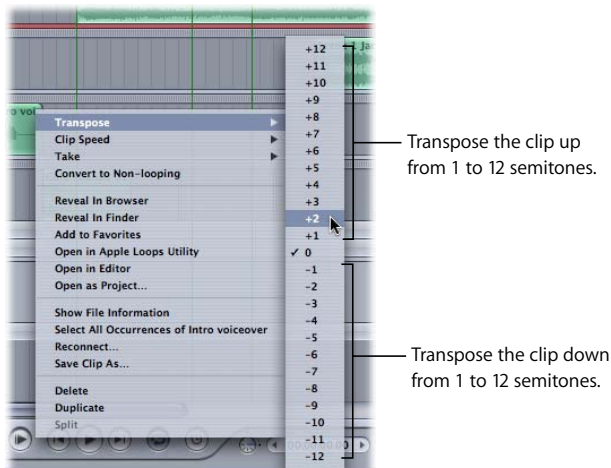 Transpose
Clip Speed
Take
Convert to Non-looping
Reveal In Browser
Reveal In Finder
Add to Favorites
Open in Apple Loops Utility
Open in Editor
Open as Project...
Show File Information
Select All Occurrences of Intro voiceover
Reconnect...
Save Clip As...
Delete
Duplicate
Split
+12
+11
+10
+9
+8
+7
+6
+5
+4
+3
+2
+1
✓ 0
-1
-2
-3
-4
-5
-6
-7
-8
-9
-10
-11
-12
Transpose the clip up
from 1 to 12 semitones.
Transpose the clip down
from 1 to 12 semitones.